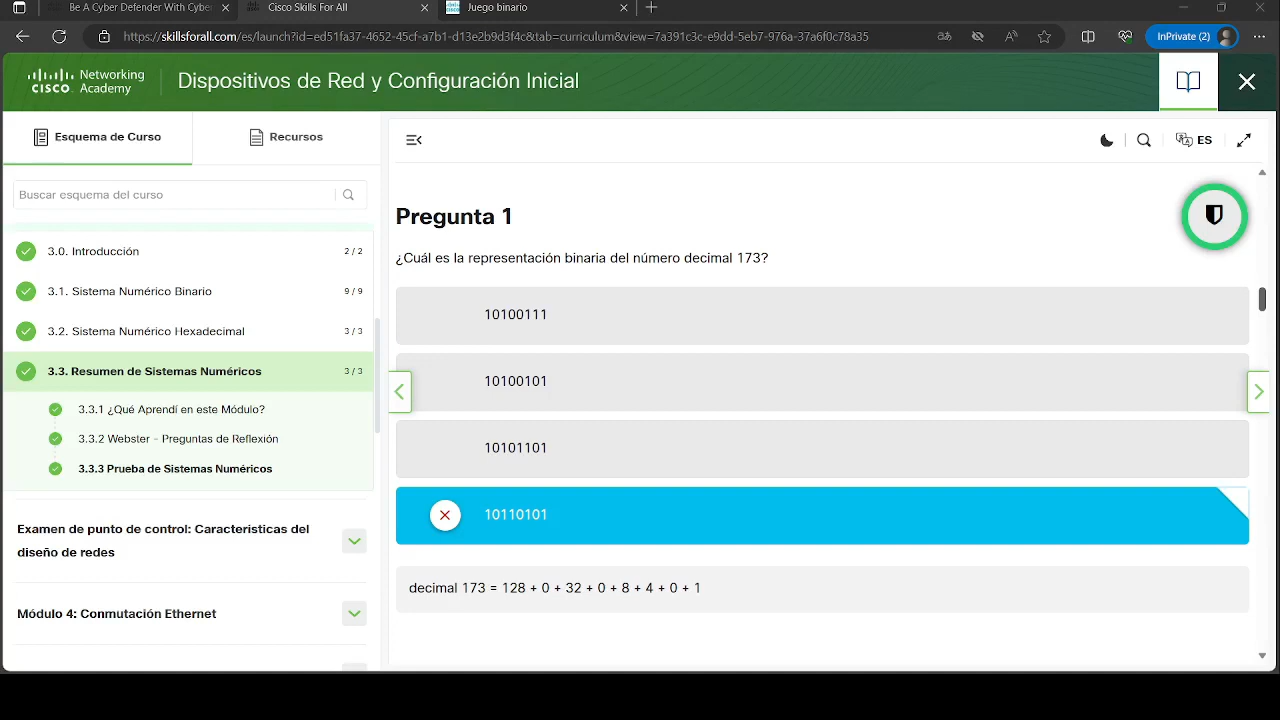 Be A Cyber Defender With Cyber
Cisco Skills For All
Juego binario
https://skillsforall.com/es/launch?id=ed51fa37-4652-45cf-a7b1-d13e2b9d3f4c&tab=curriculum&view=7a391c3c-e9dd-5eb7-976a-37a6f0c78a35
InPrivate (2)
CISCO Networking Academy
Dispositivos de Red y Configuración Inicial
Esquema de Curso
Recursos
ES
Buscar esquema del curso
3.0. Introducción 2 / 2
3.1. Sistema Numérico Binario 9 / 9
3.2. Sistema Numérico Hexadecimal 3 / 3
3.3. Resumen de Sistemas Numéricos 3 / 3
3.3.1 ¿Qué Aprendí en este Módulo?
3.3.2 Webster - Preguntas de Reflexión
3.3.3 Prueba de Sistemas Numéricos
Examen de punto de control: Caracteristicas del
diseño de redes
Módulo 4: Conmutación Ethernet
Pregunta 1
¿Cuál es la representación binaria del número decimal 173?
10100111
10100101
10101101
10110101
decimal 173 = 128 + 0 + 32 + 0 + 8 + 4 + 0 + 1